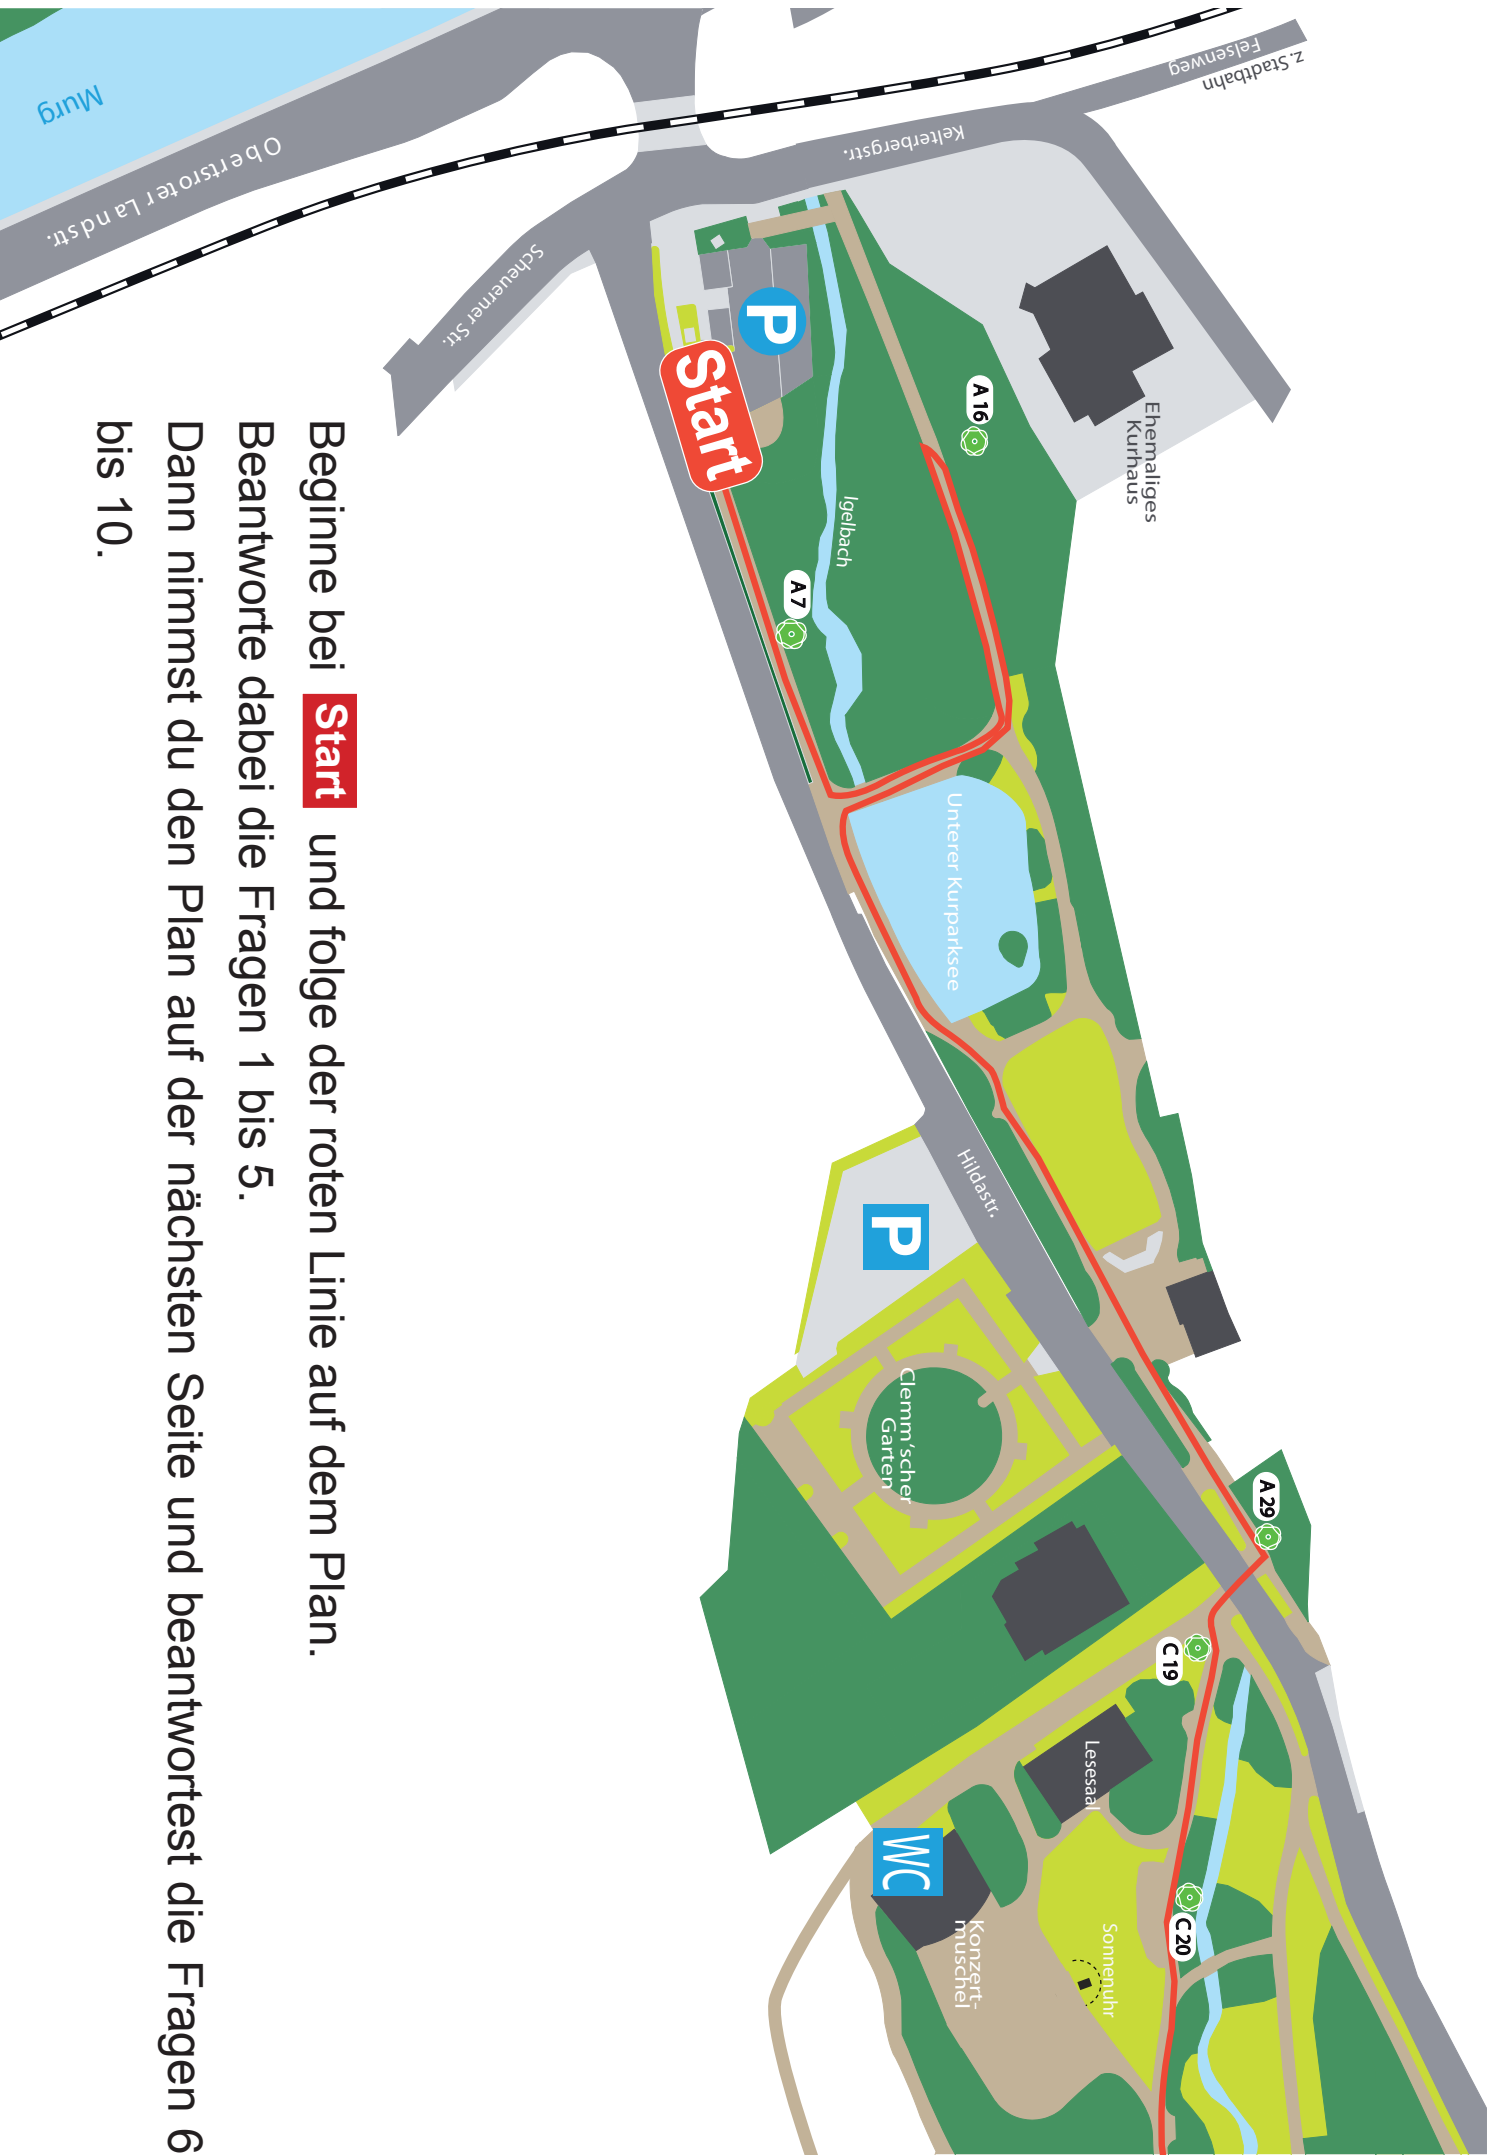 Murg
Obertsroter Landstr.
Scheuerner Str.
Kelterbergstr.
Felsenweg
z. Stadtbahn
P
Start
Igelbach
A 16
A 7
Ehemaliges
Kurhaus
Unterer Kurparksee
Hildastr.
P
Clemm'scher
Garten
A 29
C 19
Lesesaal
WC
Konzert-
muschel
Sonnenuhr
C 20
Beginne bei Start und folge der roten Linie auf dem Plan.
Beantworte dabei die Fragen 1 bis 5.
Dann nimmst du den Plan auf der nächsten Seite und beantwortest die Fragen 6
bis 10.